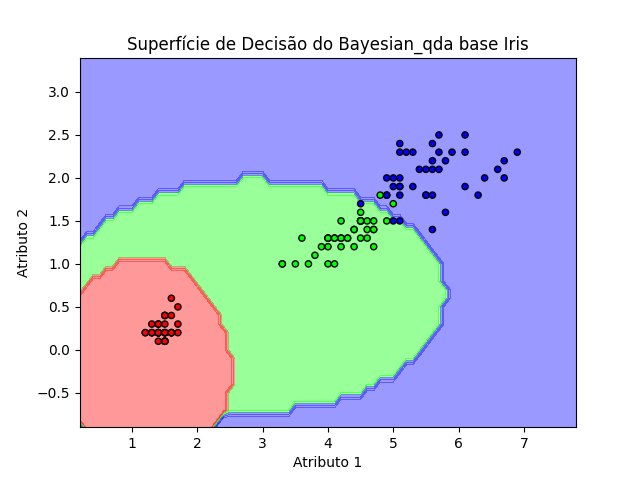 Superfície de Decisão do Bayesian_qda base Iris
3.0
2.5
2.0
1.5
1.0
0.5
0.0
−0.5
Atributo 2
1 2 3 4 5 6 7
Atributo 1